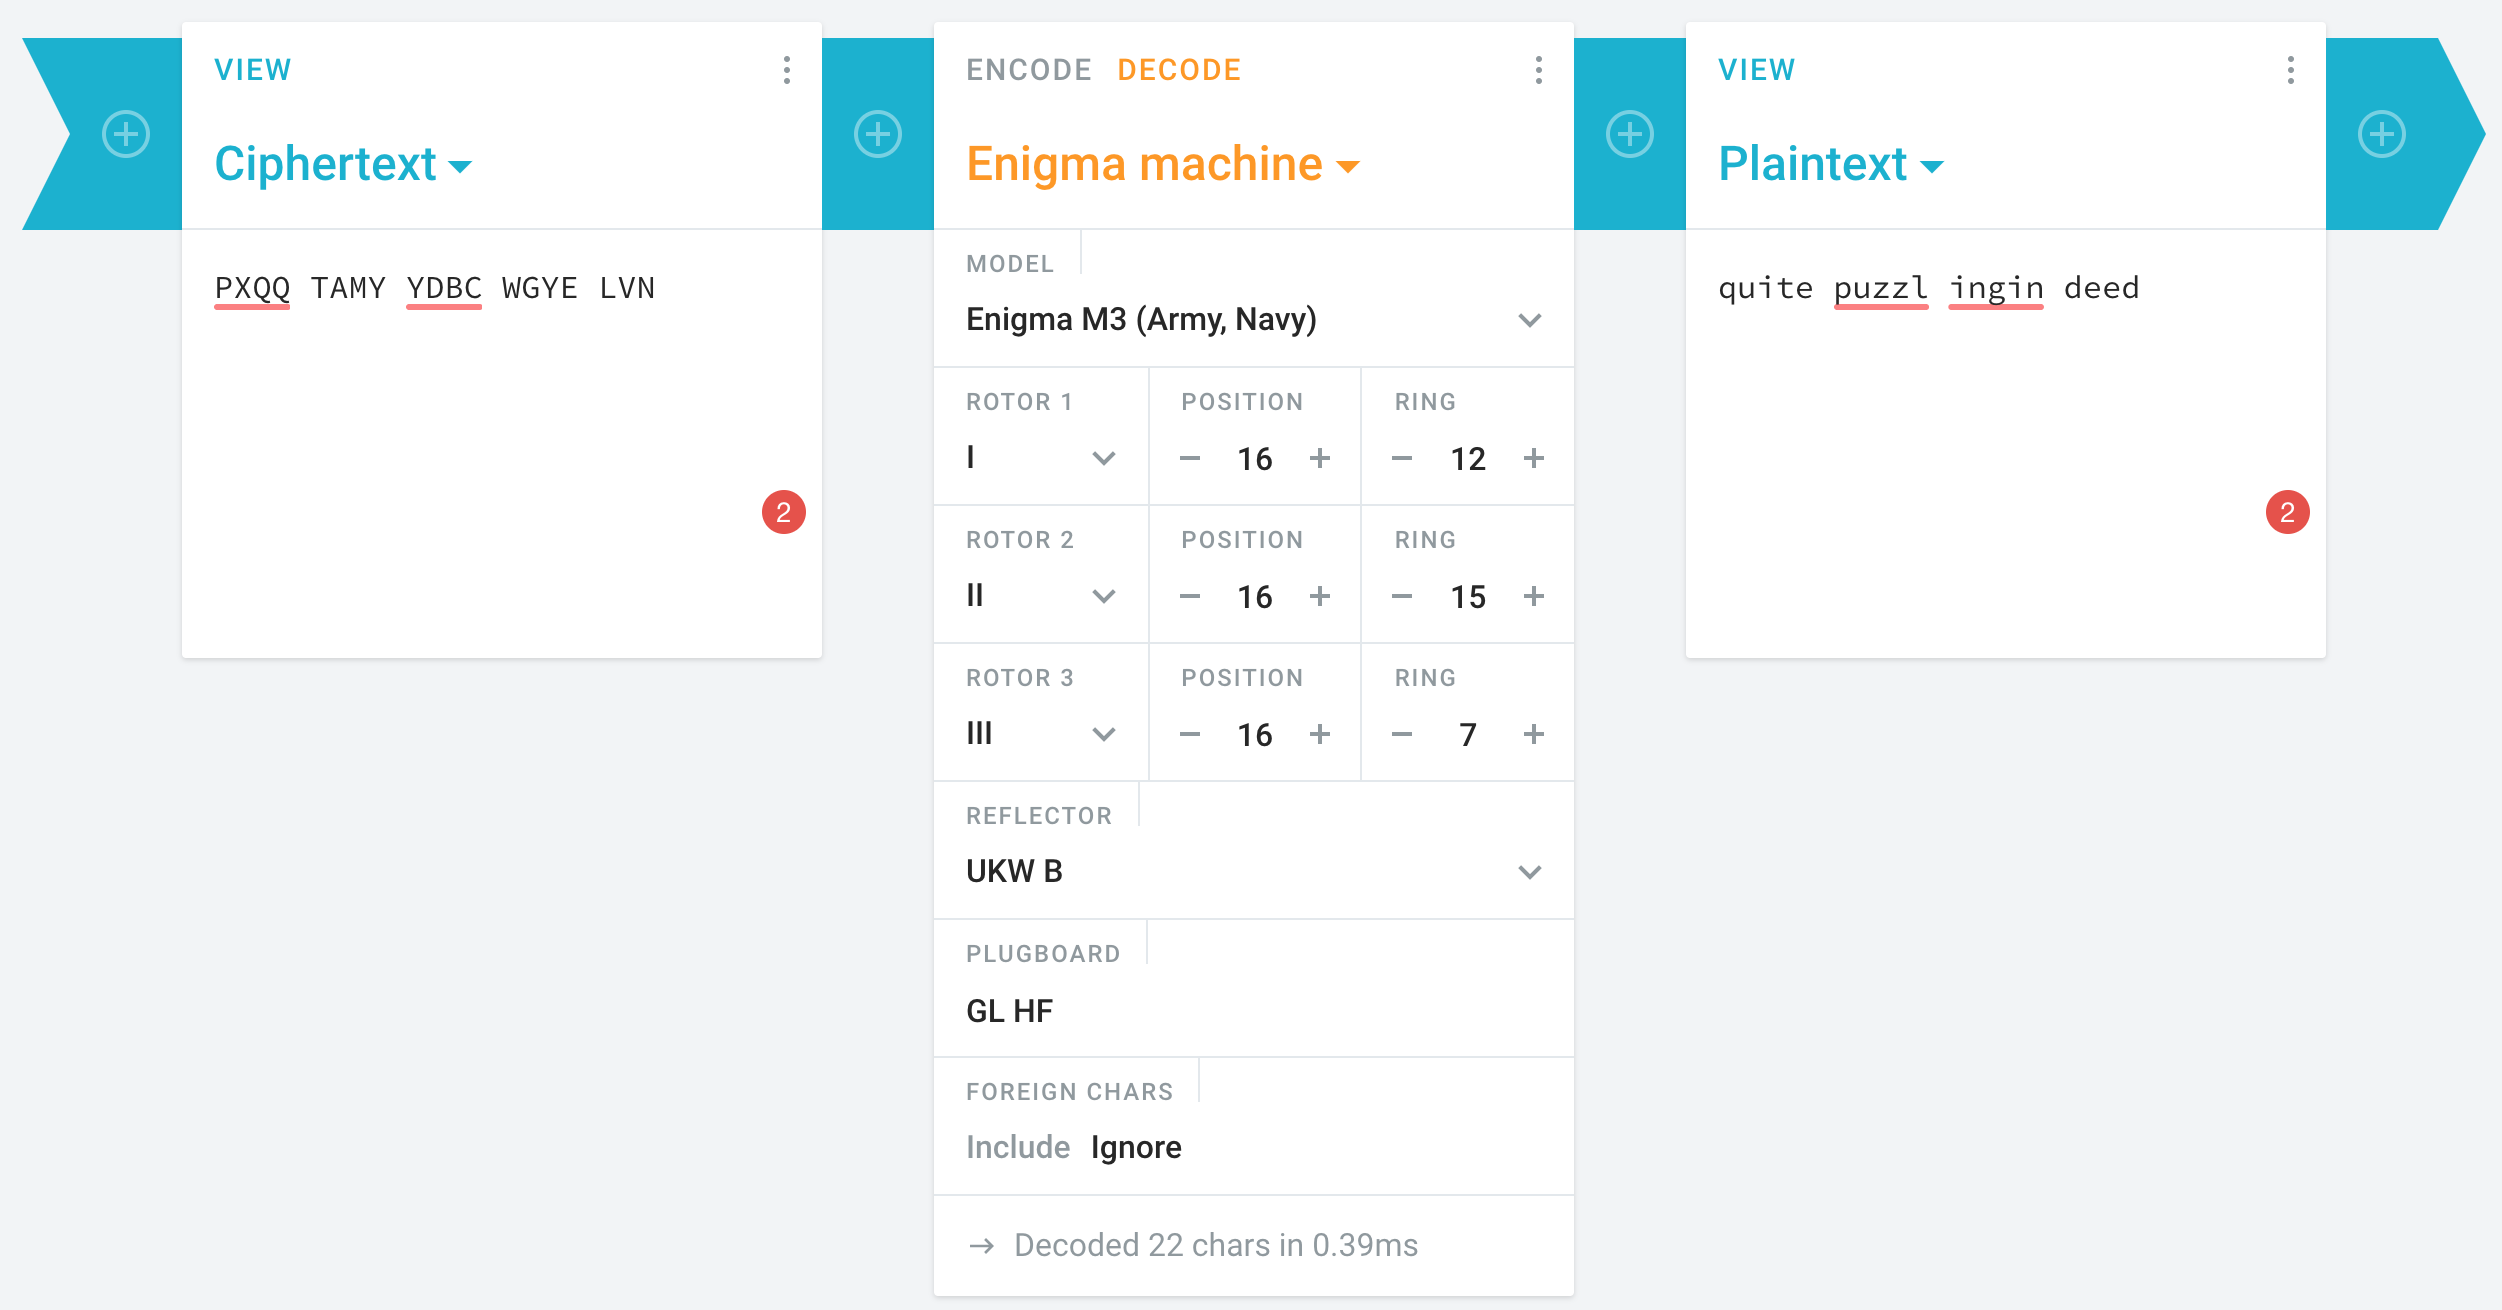 VIEW
Ciphertext
PXQQ TAMY YDBC WGYE LVN
2
ENCODE DECODE
Enigma machine
MODEL
Enigma M3 (Army, Navy)
ROTOR 1 POSITION RING
I 16 12
ROTOR 2 POSITION RING
II 16 15
ROTOR 3 POSITION RING
III 16 7
REFLECTOR
UKW B
PLUGBOARD
GL HF
FOREIGN CHARS
Include Ignore
→ Decoded 22 chars in 0.39ms
VIEW
Plaintext
quite puzzl ingin deed
2